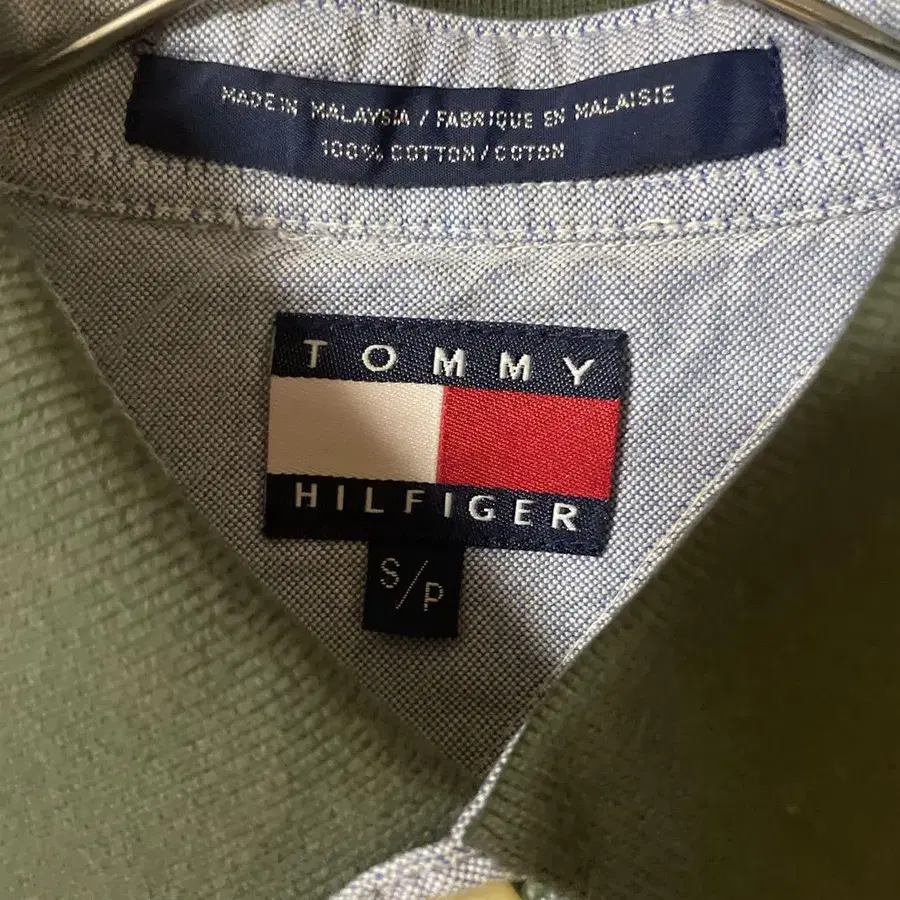 MADE IN MALAYSIA / FABRIQUE EN MALAISIE
100% COTTON / COTON
TOMMY
HILFIGER
S/P